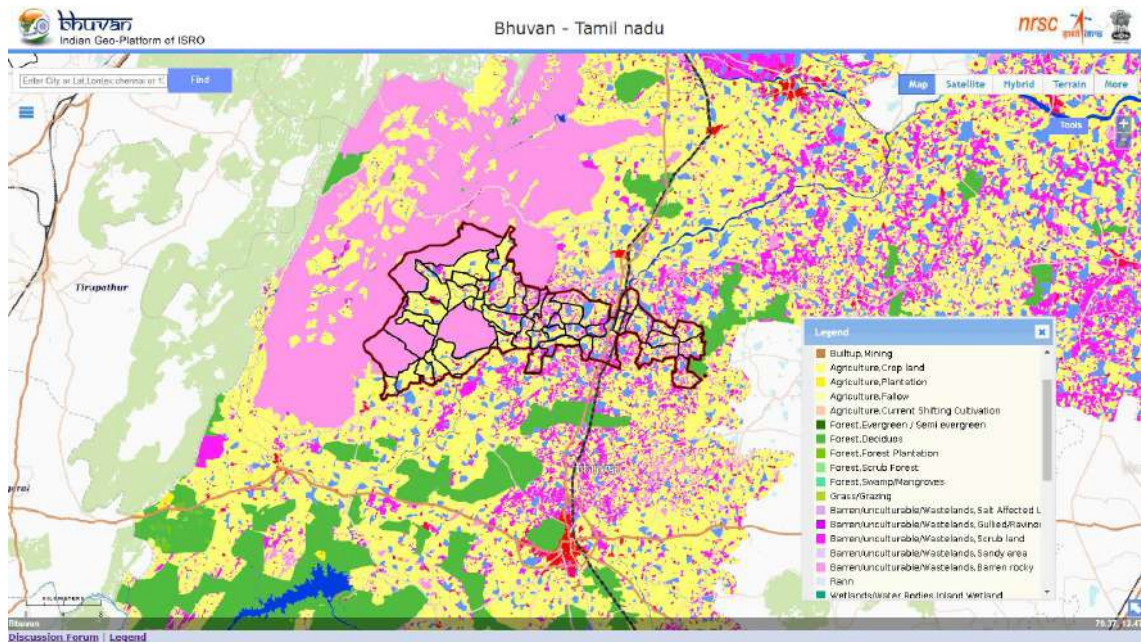 bhuvan
Indian Geo-Platform of ISRO
Bhuvan - Tamil nadu
nrsc
Find
Map Satellite Hybrid Terrain More
Tools
Tirupathur
bhuvan
Legend
Builtup,Mining
Agriculture,Crop land
Agriculture,Plantation
Agriculture,Fallow
Agriculture,Current Shifting Cultivation
Forest,Evergreen / Semi evergreen
Forest,Deciduos
Forest,Forest Plantation
Forest,Scrub Forest
Forest,Swamp/Mangroves
Grass/Grazing
Barren/unculturable/Wastelands, Salt Affected L
Barren/unculturable/Wastelands, Gullied/Ravinou
Barren/unculturable/Wastelands, Scrub land
Barren/unculturable/Wastelands, Sandy area
Barren/unculturable/Wastelands, Barren rocky
Rann
Wetlands/Water Bodies Inland Wetland
KILOMETERS
Bhuvan
Discussion Forum | Legend